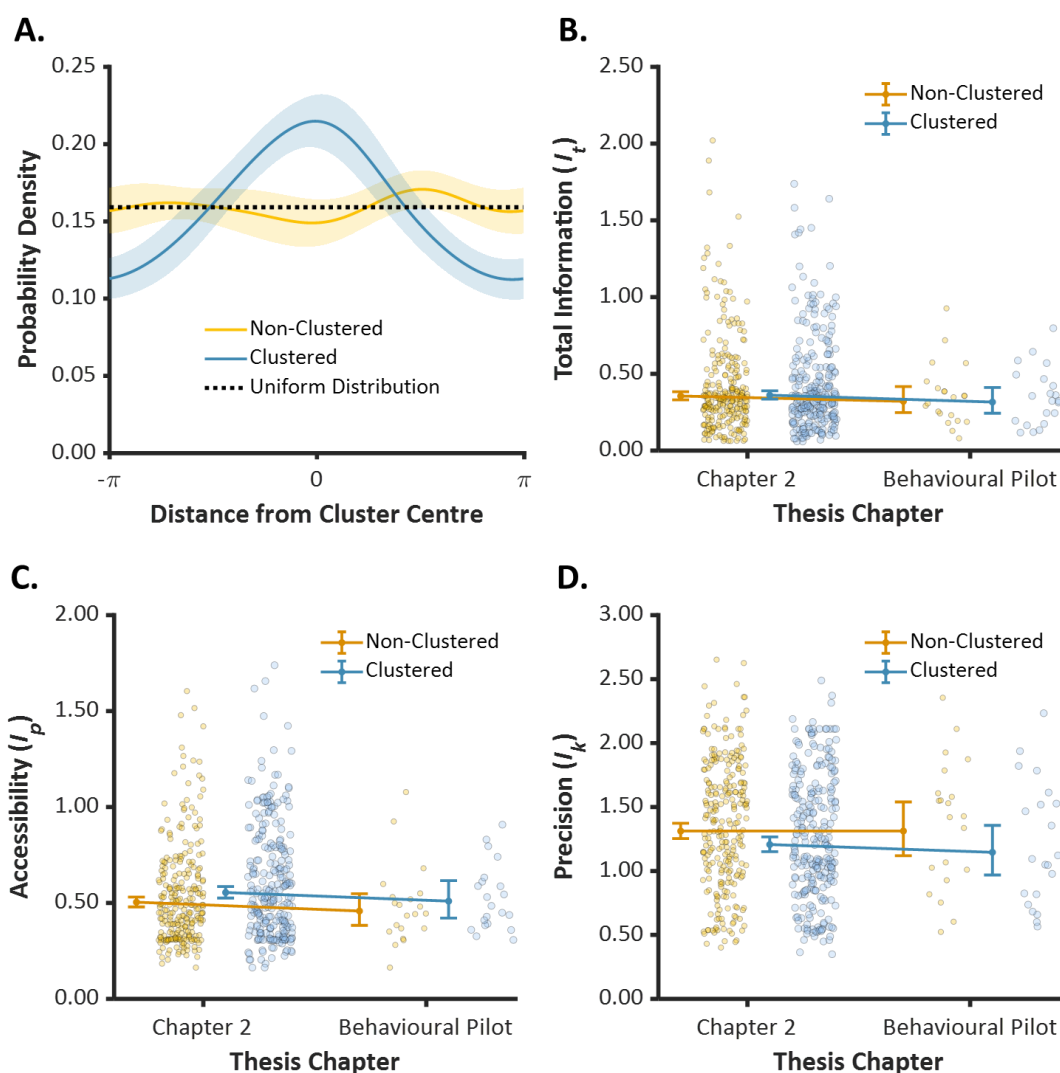 A.
0.25
0.20
0.15
0.10
0.05
0.00
Probability Density
Non-Clustered
Clustered
Uniform Distribution
-π
0
π
Distance from Cluster Centre
B.
2.50
2.00
1.50
1.00
0.50
0.00
Total Information (I_t)
Non-Clustered
Clustered
Chapter 2
Behavioural Pilot
Thesis Chapter
C.
2.00
1.50
1.00
0.50
0.00
Accessibility (I_p)
Non-Clustered
Clustered
Chapter 2
Behavioural Pilot
Thesis Chapter
D.
3.00
2.50
2.00
1.50
1.00
0.50
0.00
Precision (I_k)
Non-Clustered
Clustered
Chapter 2
Behavioural Pilot
Thesis Chapter